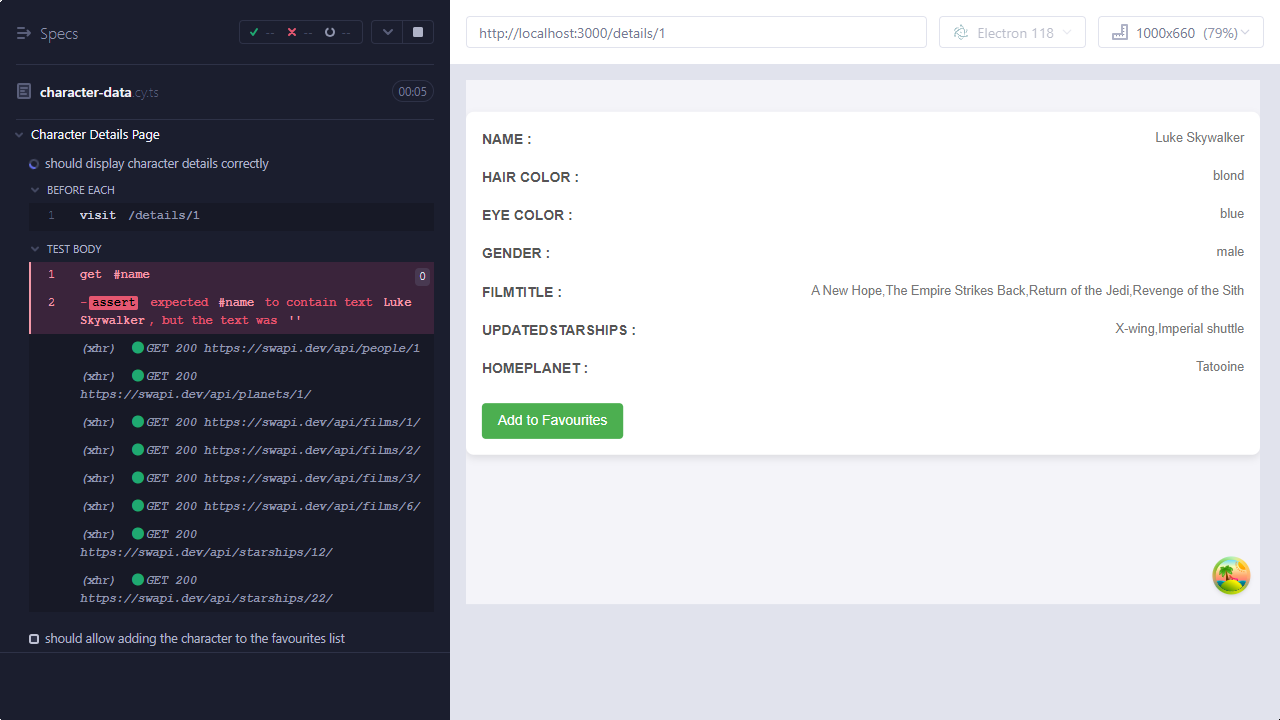 Specs
-- -- --
character-data.cy.ts
00:05
Character Details Page
should display character details correctly
BEFORE EACH
1 visit /details/1
TEST BODY
1 get #name 0
2 -assert expected #name to contain text Luke
Skywalker, but the text was ''
(xhr) GET 200 https://swapi.dev/api/people/1
(xhr) GET 200
https://swapi.dev/api/planets/1/
(xhr) GET 200 https://swapi.dev/api/films/1/
(xhr) GET 200 https://swapi.dev/api/films/2/
(xhr) GET 200 https://swapi.dev/api/films/3/
(xhr) GET 200 https://swapi.dev/api/films/6/
(xhr) GET 200
https://swapi.dev/api/starships/12/
(xhr) GET 200
https://swapi.dev/api/starships/22/
should allow adding the character to the favourites list
http://localhost:3000/details/1
Electron 118
1000x660 (79%)
NAME : Luke Skywalker
HAIR COLOR : blond
EYE COLOR : blue
GENDER : male
FILMTITLE : A New Hope,The Empire Strikes Back,Return of the Jedi,Revenge of the Sith
UPDATEDSTARSHIPS : X-wing,Imperial shuttle
HOMEPLANET : Tatooine
Add to Favourites